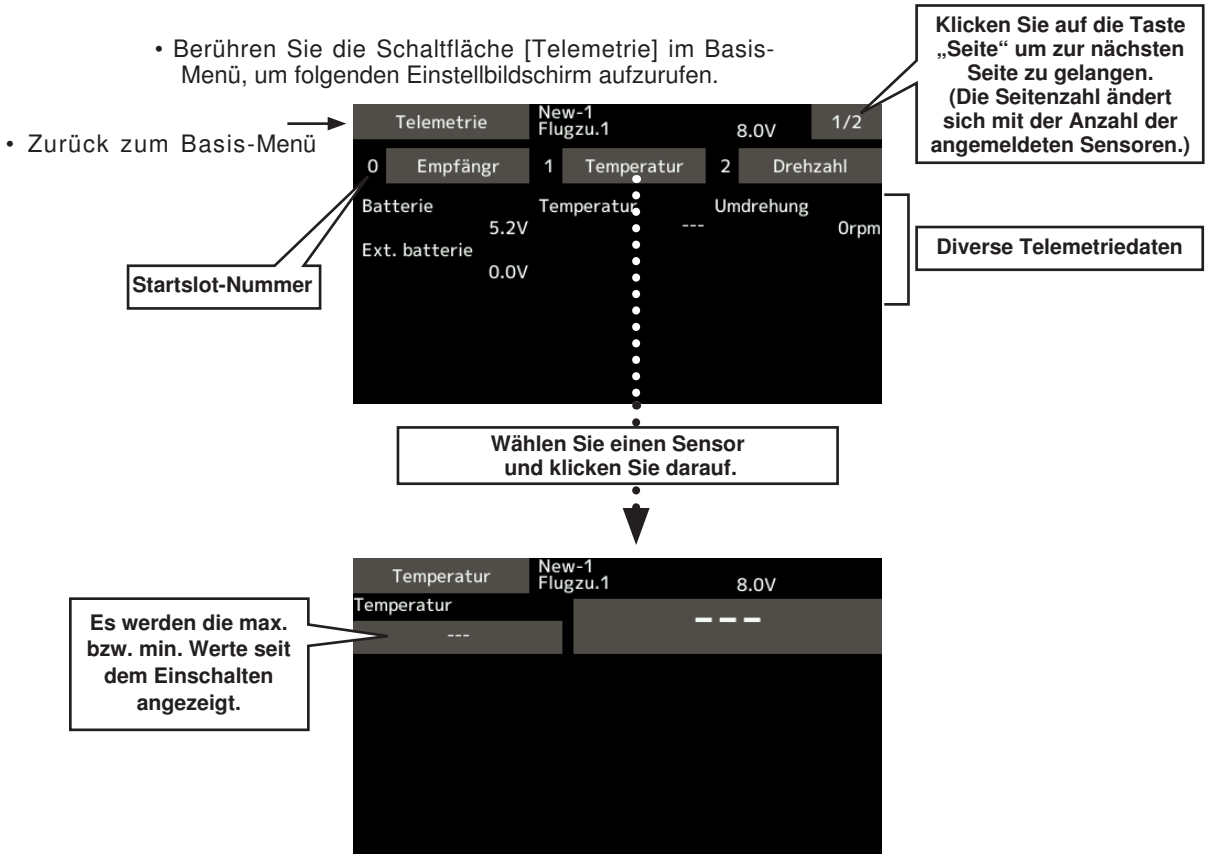 • Berühren Sie die Schaltfläche [Telemetrie] im Basis-
Menü, um folgenden Einstellbildschirm aufzurufen.
Klicken Sie auf die Taste
„Seite“ um zur nächsten
Seite zu gelangen.
(Die Seitenzahl ändert
sich mit der Anzahl der
angemeldeten Sensoren.)
• Zurück zum Basis-Menü
Telemetrie
New-1
Flugzu.1
8.0V
1/2
0 Empfängr 1 Temperatur 2 Drehzahl
Batterie
5.2V
Ext. batterie
0.0V
Temperatur
---
Umdrehung
0rpm
Startslot-Nummer
Diverse Telemetriedaten
Wählen Sie einen Sensor
und klicken Sie darauf.
Temperatur
New-1
Flugzu.1
8.0V
Temperatur
---
---
Es werden die max.
bzw. min. Werte seit
dem Einschalten
angezeigt.